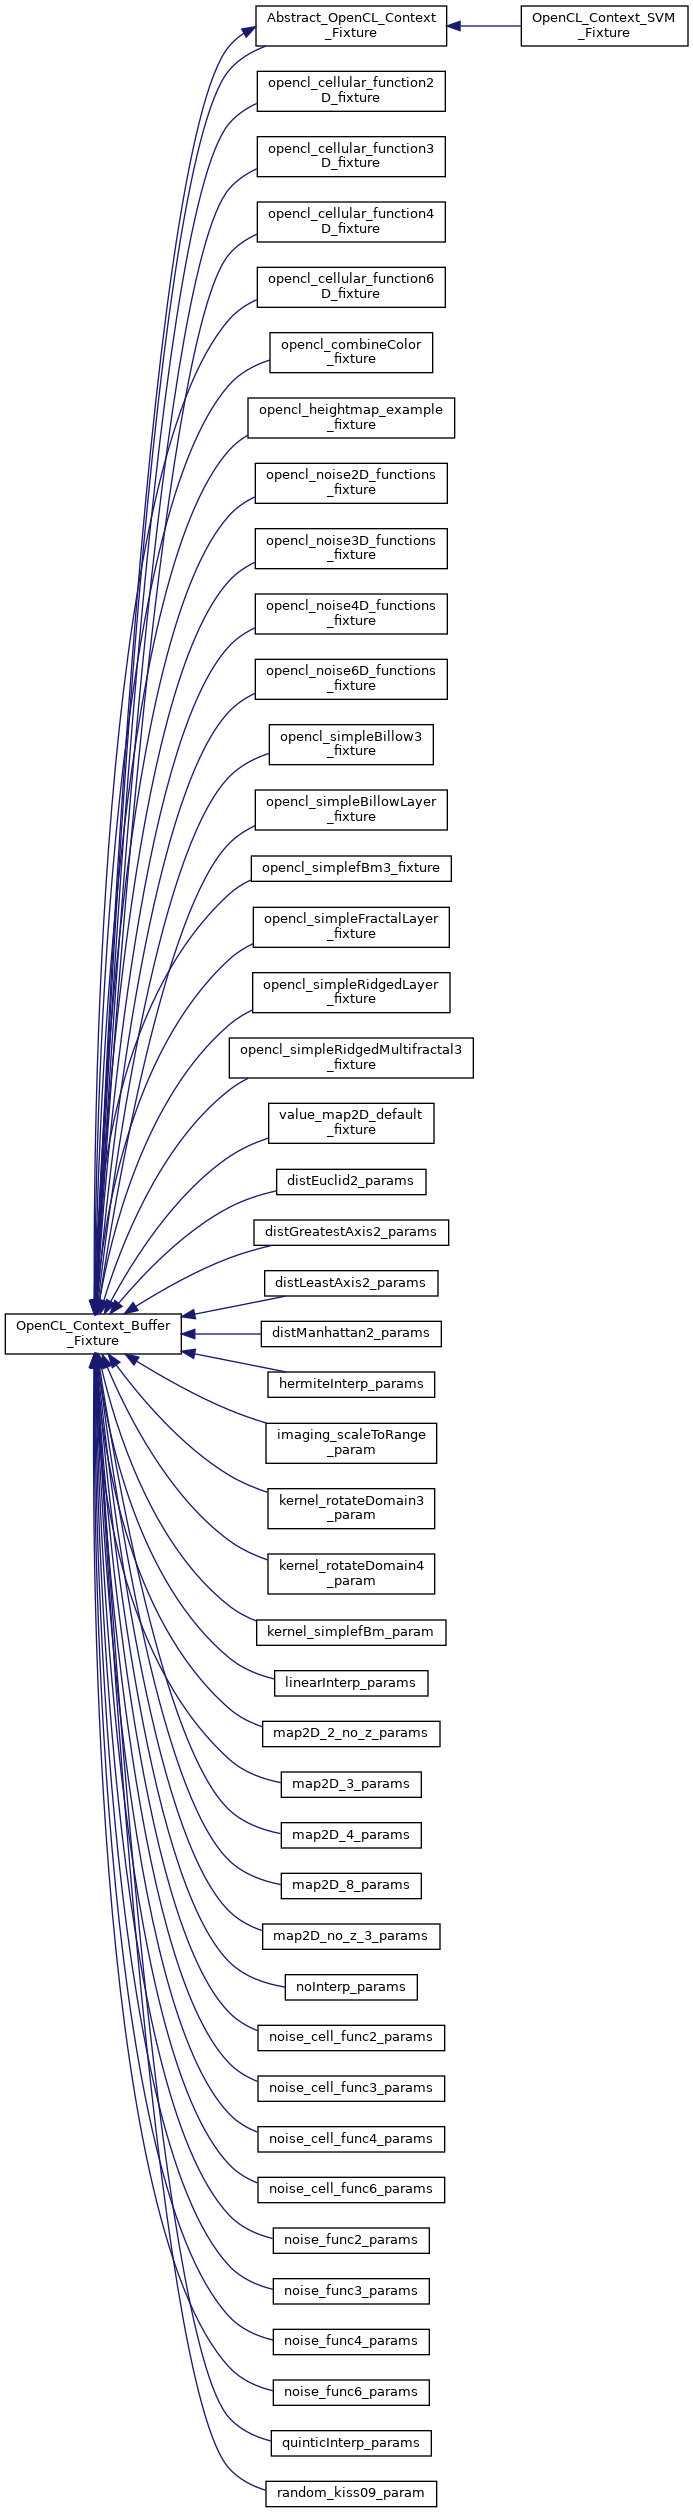 Abstract_OpenCL_Context
_Fixture
OpenCL_Context_SVM
_Fixture
opencl_cellular_function2
D_fixture
opencl_cellular_function3
D_fixture
opencl_cellular_function4
D_fixture
opencl_cellular_function6
D_fixture
opencl_combineColor
_fixture
opencl_heightmap_example
_fixture
opencl_noise2D_functions
_fixture
opencl_noise3D_functions
_fixture
opencl_noise4D_functions
_fixture
opencl_noise6D_functions
_fixture
opencl_simpleBillow3
_fixture
opencl_simpleBillowLayer
_fixture
opencl_simplefBm3_fixture
opencl_simpleFractalLayer
_fixture
opencl_simpleRidgedLayer
_fixture
opencl_simpleRidgedMultifractal3
_fixture
value_map2D_default
_fixture
distEuclid2_params
distGreatestAxis2_params
distLeastAxis2_params
OpenCL_Context_Buffer
_Fixture
distManhattan2_params
hermiteInterp_params
imaging_scaleToRange
_param
kernel_rotateDomain3
_param
kernel_rotateDomain4
_param
kernel_simplefBm_param
linearInterp_params
map2D_2_no_z_params
map2D_3_params
map2D_4_params
map2D_8_params
map2D_no_z_3_params
noInterp_params
noise_cell_func2_params
noise_cell_func3_params
noise_cell_func4_params
noise_cell_func6_params
noise_func2_params
noise_func3_params
noise_func4_params
noise_func6_params
quinticInterp_params
random_kiss09_param